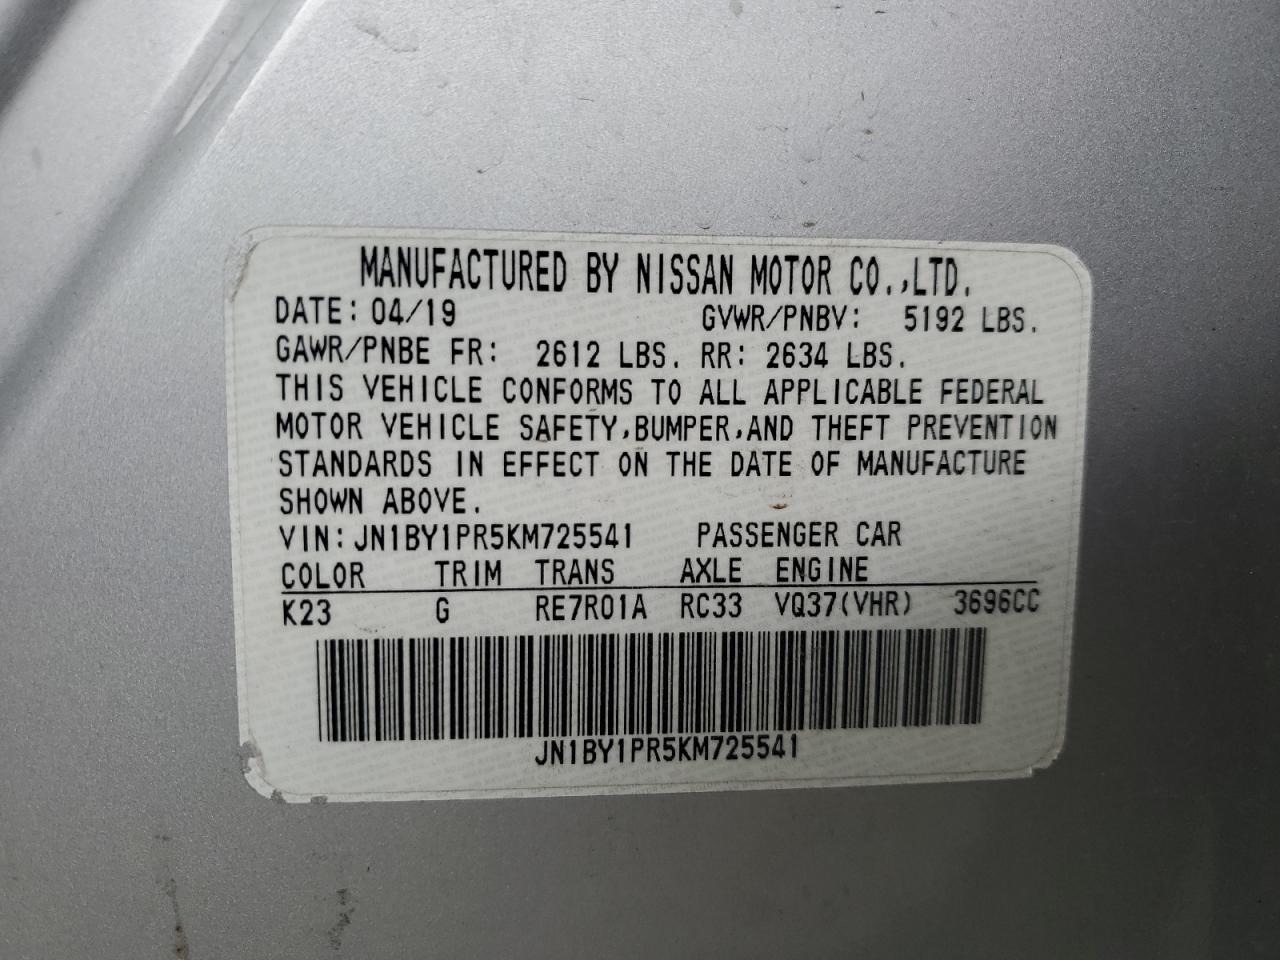 MANUFACTURED BY NISSAN MOTOR CO.,LTD.
DATE: 04/19 GVWR/PNBV: 5192 LBS.
GAWR/PNBE FR: 2612 LBS. RR: 2634 LBS.
THIS VEHICLE CONFORMS TO ALL APPLICABLE FEDERAL
MOTOR VEHICLE SAFETY,BUMPER,AND THEFT PREVENTION
STANDARDS IN EFFECT ON THE DATE OF MANUFACTURE
SHOWN ABOVE.
VIN: JN1BY1PR5KM725541 PASSENGER CAR
COLOR TRIM TRANS AXLE ENGINE
K23 G RE7R01A RC33 VQ37(VHR) 3696CC
JN1BY1PR5KM725541